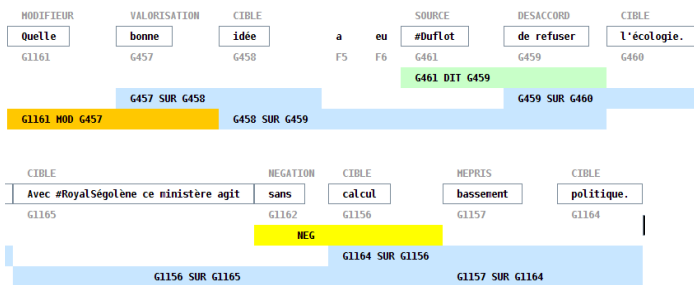 MODIFIEUR VALORISATION CIBLE SOURCE DESACCORD CIBLE
Quelle bonne idée a eu #Duflot de refuser l'écologie.
G1161 G457 G458 F5 F6 G461 G459 G460
G461 DIT G459
G457 SUR G458 G459 SUR G460
G1161 MOD G457 G458 SUR G459
CIBLE NEGATION CIBLE MEPRIS CIBLE
Avec #RoyalSégolène ce ministère agit sans calcul bassement politique.
G1165 G1162 G1156 G1157 G1164
NEG
G1164 SUR G1156
G1156 SUR G1165 G1157 SUR G1164